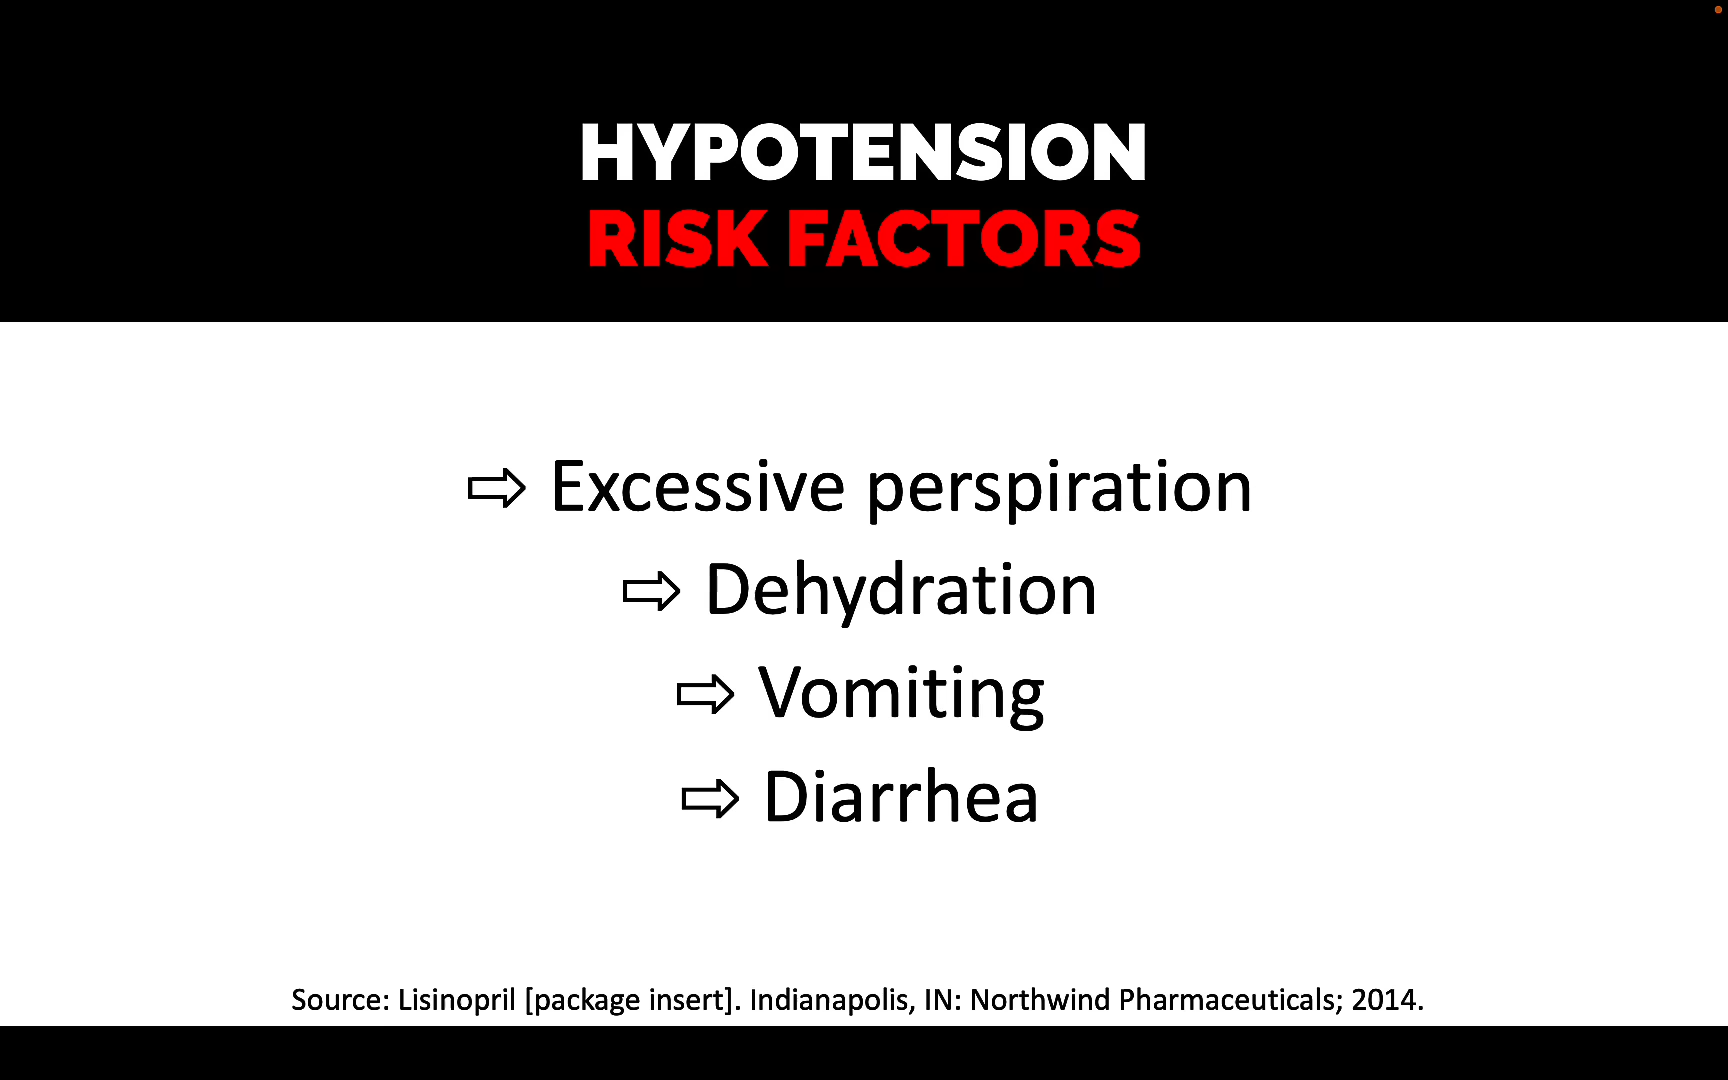 HYPOTENSION
RISK FACTORS
⇨ Excessive perspiration
⇨ Dehydration
⇨ Vomiting
⇨ Diarrhea
Source: Lisinopril [package insert]. Indianapolis, IN: Northwind Pharmaceuticals; 2014.